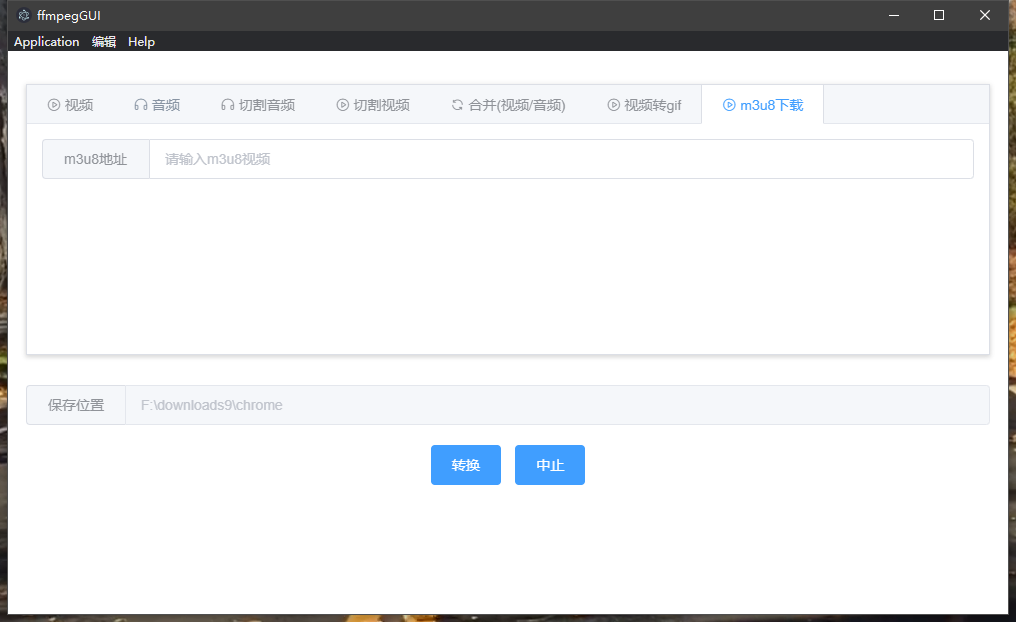 ffmpegGUI
Application 编辑 Help
视频 音频 切割音频 切割视频 合并(视频/音频) 视频转gif m3u8下载
m3u8地址 请输入m3u8视频
保存位置 F:\downloads9\chrome
转换 中止